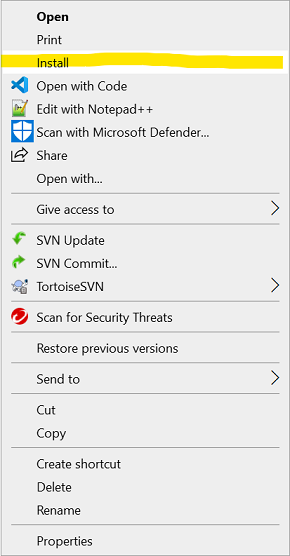 Open
Print
Install
Open with Code
Edit with Notepad++
Scan with Microsoft Defender...
Share
Open with...
Give access to
SVN Update
SVN Commit...
TortoiseSVN
Scan for Security Threats
Restore previous versions
Send to
Cut
Copy
Create shortcut
Delete
Rename
Properties